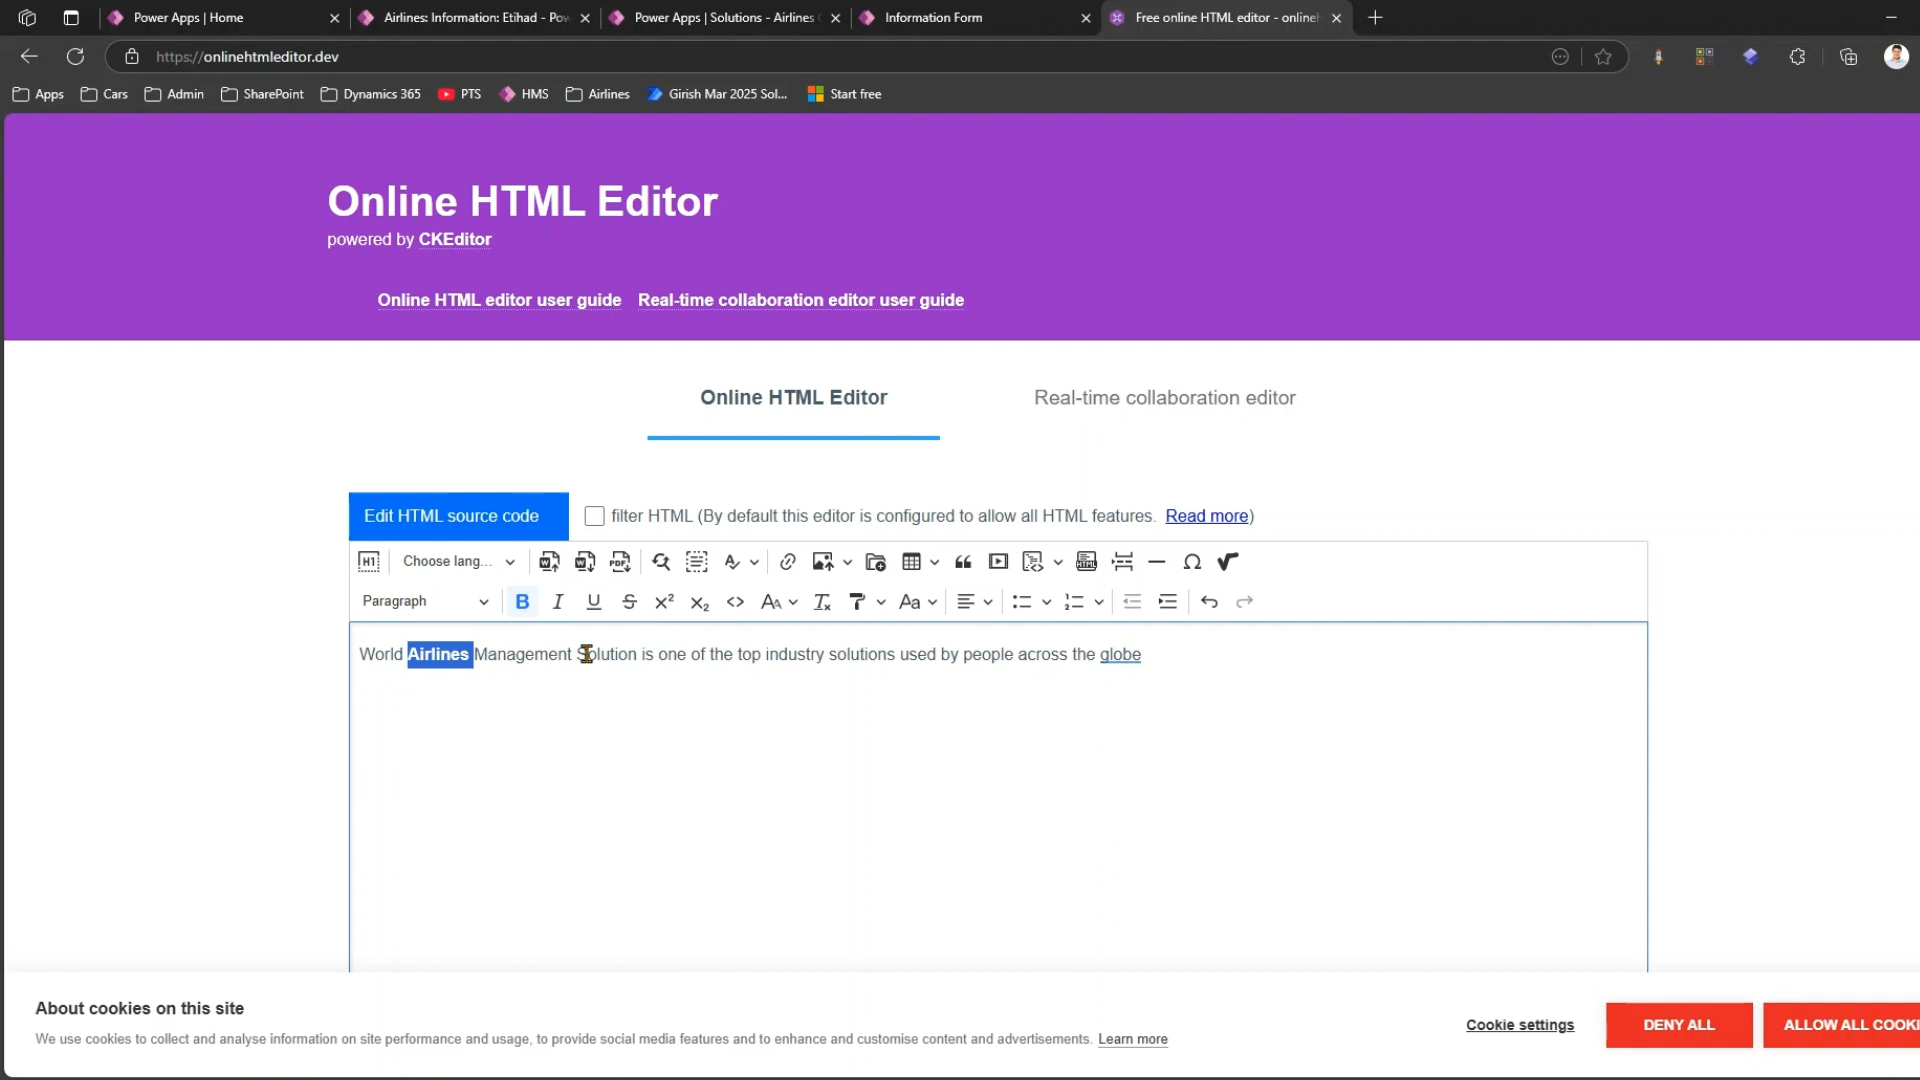 Power Apps | Home
Airlines: Information: Etihad - Pow
Power Apps | Solutions - Airlines
Information Form
Free online HTML editor - onlineh
https://onlinehtmleditor.dev
Apps
Cars
Admin
SharePoint
Dynamics 365
PTS
HMS
Airlines
Girish Mar 2025 Sol...
Start free
Online HTML Editor
powered by CKEditor
Online HTML editor user guide Real-time collaboration editor user guide
Online HTML Editor
Real-time collaboration editor
Edit HTML source code
filter HTML (By default this editor is configured to allow all HTML features. Read more)
H1 Choose lang...
Paragraph
World Airlines Management Solution is one of the top industry solutions used by people across the globe
About cookies on this site
We use cookies to collect and analyse information on site performance and usage, to provide social media features and to enhance and customise content and advertisements. Learn more
Cookie settings
DENY ALL
ALLOW ALL COOKI